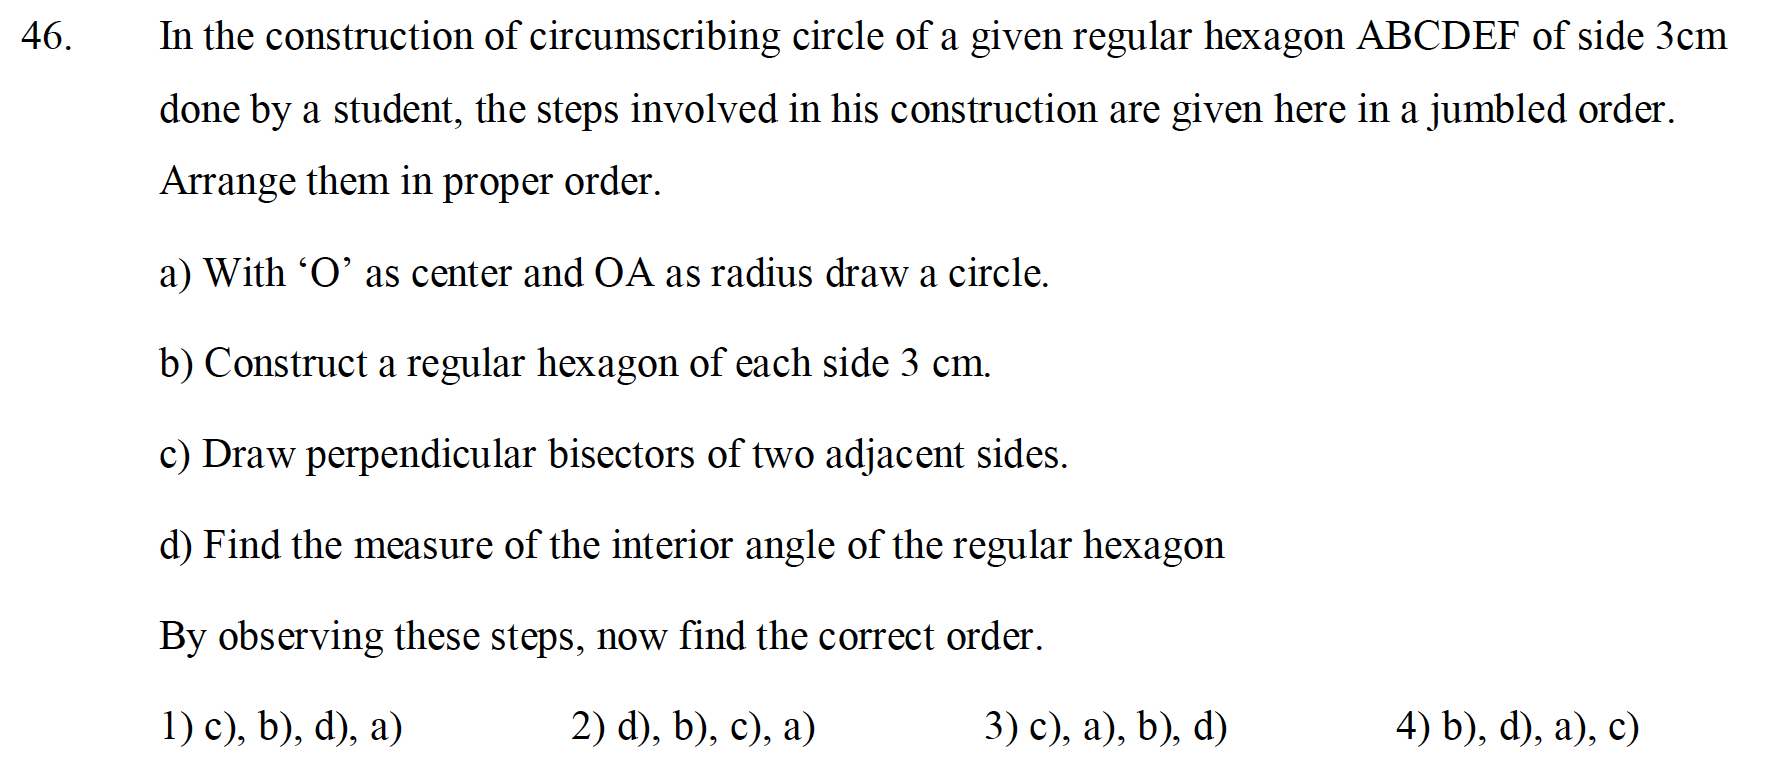 46. In the construction of circumscribing circle of a given regular hexagon ABCDEF of side 3cm
done by a student, the steps involved in his construction are given here in a jumbled order.
Arrange them in proper order.
a) With ‘O’ as center and OA as radius draw a circle.
b) Construct a regular hexagon of each side 3 cm.
c) Draw perpendicular bisectors of two adjacent sides.
d) Find the measure of the interior angle of the regular hexagon
By observing these steps, now find the correct order.
1) c), b), d), a) 2) d), b), c), a) 3) c), a), b), d) 4) b), d), a), c)